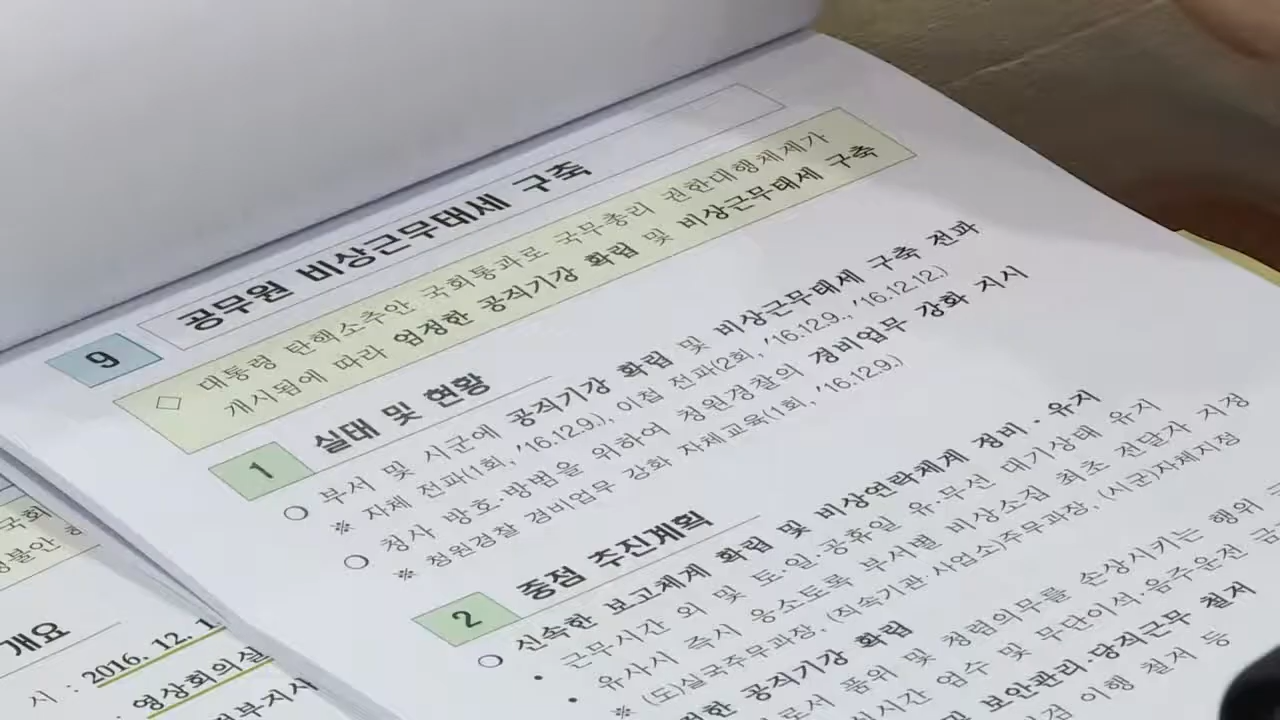 9 공무원 비상근무태세 구축
◇ 대통령 탄핵소추안 국회통과로 국무총리 권한대행체제가
개시됨에 따라 엄정한 공직기강 확립 및 비상근무태세 구축
1 실태 및 현황
○ 부서 및 시군에 공직기강 확립 및 비상근무태세 구축 전파
※ 자체 전파(1회, '16.12.9.), 이첩 전파(2회, '16.12.9., '16.12.12.)
○ 청사 방호·방범을 위하여 청원경찰의 경비업무 강화 지시
※ 청원경찰 경비업무 강화 자체교육(1회, '16.12.9.)
2 중점 추진계획
○ 신속한 보고체계 확립 및 비상연락체계 정비·유지
• 근무시간 외 및 토·일·공휴일 유·무선 대기상태 유지
• 유사시 즉시 응소토록 부서별 비상소집 최초 전달자 지정
※ (도)실국주무과장, (직속기관·사업소)주무과장, (시군)자체지정
공직기강 확립
로서 품위 및 청렴의무를 손상시키는 행위
시간 엄수 및 무단이석·음주운전
및 보안관리·당직근무 철저
이행 철저 등
국회
개요
시 : 2016. 12. 1
: 영상회의실
부지사